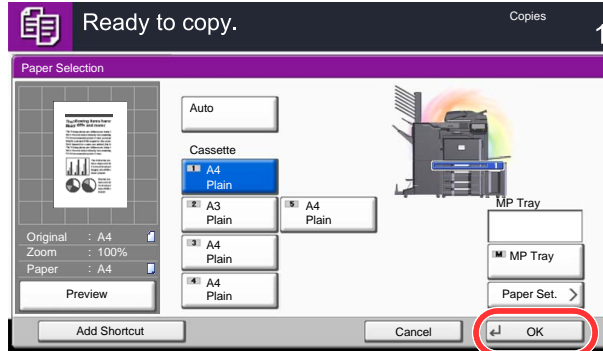 Ready to copy.
Copies
1
Paper Selection
Auto
Cassette
1 A4
Plain
2 A3
Plain
5 A4
Plain
3 A4
Plain
4 A4
Plain
1
MP Tray
M MP Tray
Paper Set.
Original : A4
Zoom : 100%
Paper : A4
Preview
Add Shortcut
Cancel
OK